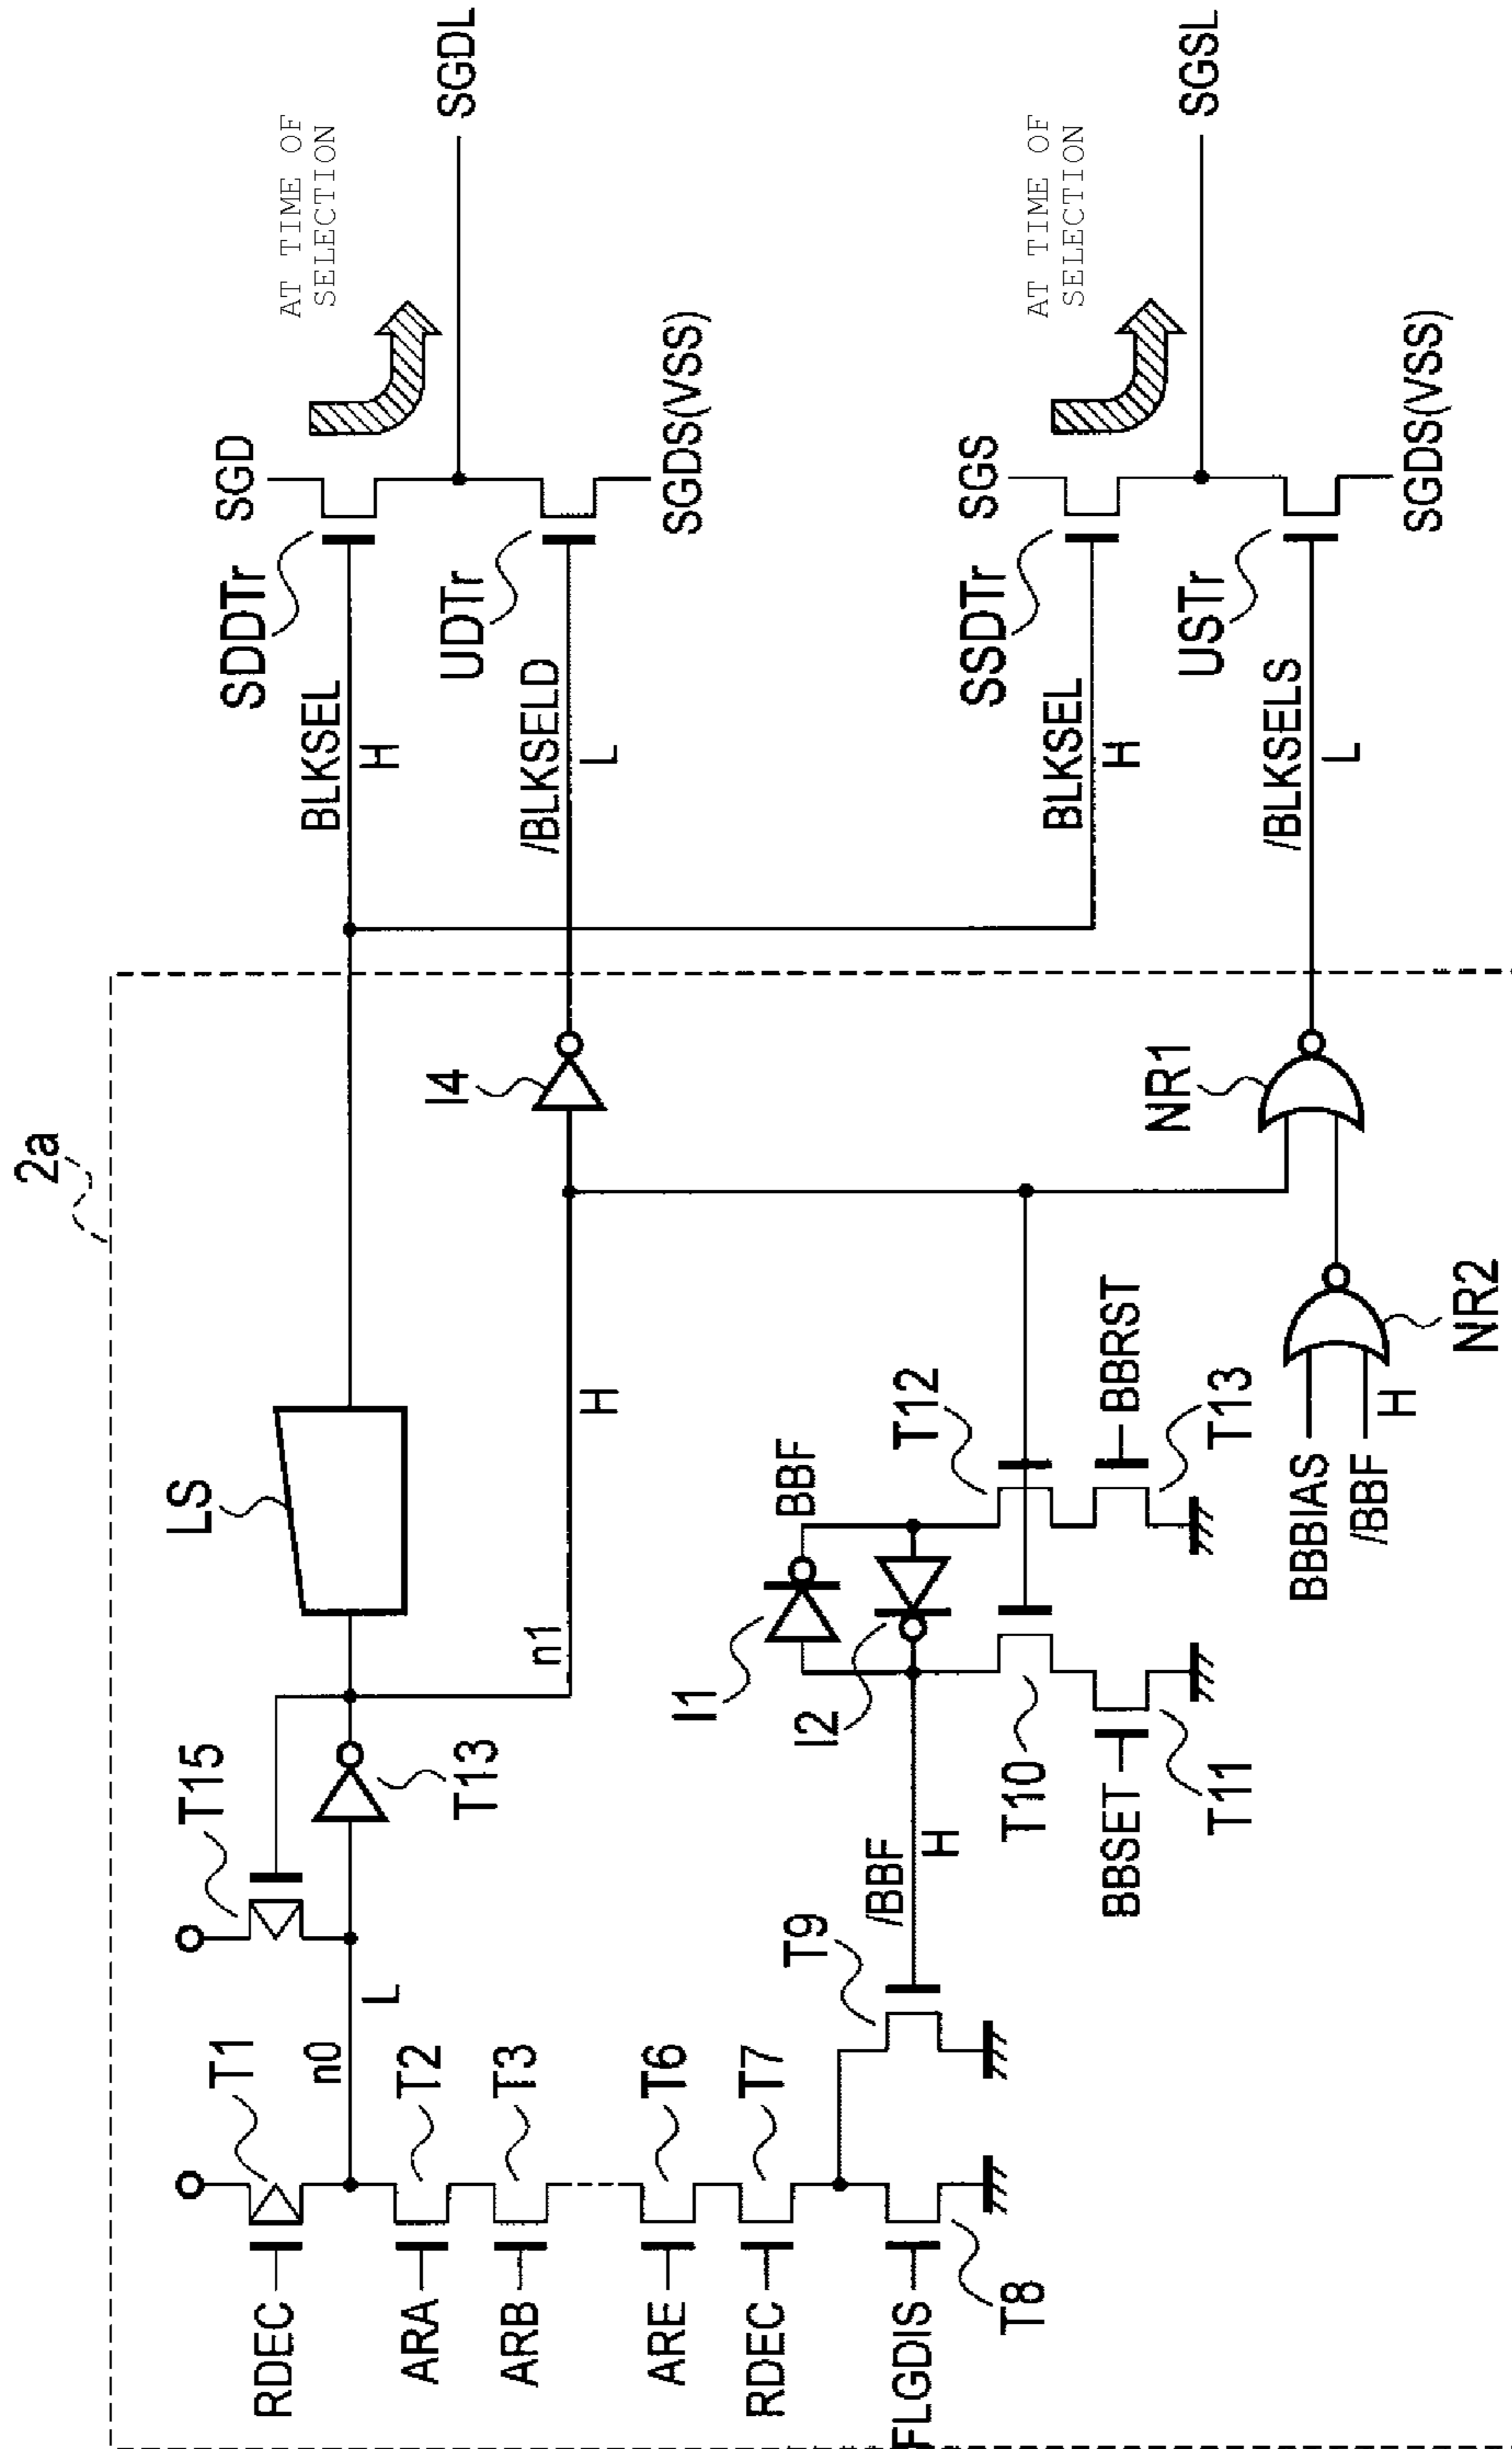 2a
RDEC
T1
n0
L
T15
T13
LS
BLKSEL
H
SDDTr
SGD
AT TIME OF
SELECTION
SGDL
ARA
T2
ARB
T3
n1
H
I4
/BLKSELD
L
UDTr
SGDS(VSS)
ARE
T6
RDEC
T7
FLGDIS
T8
T9
/BBF
H
I1
I2
BBF
T10
T12
BBSET
T11
BBRST
T13
BLKSEL
H
SSDTr
SGS
AT TIME OF
SELECTION
SGSL
BBBIAS
/BBF
H
NR2
NR1
/BLKSELS
L
USTr
SGDS(VSS)